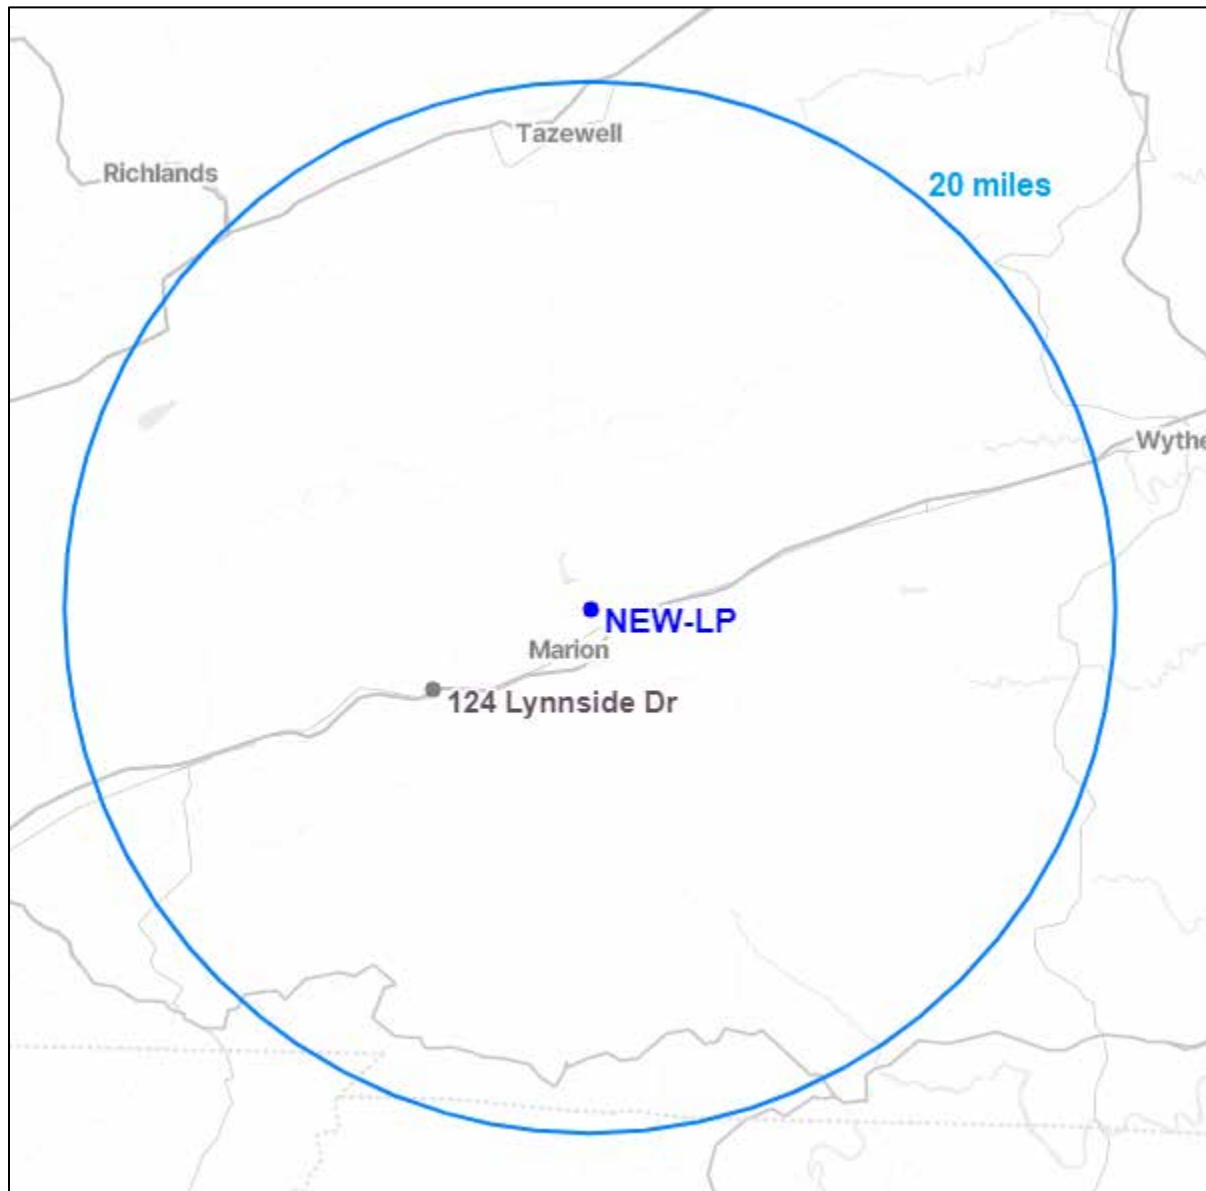 Tazewell
Richlands
20 miles
Wythe
NEW-LP
Marion
124 Lynnside Dr